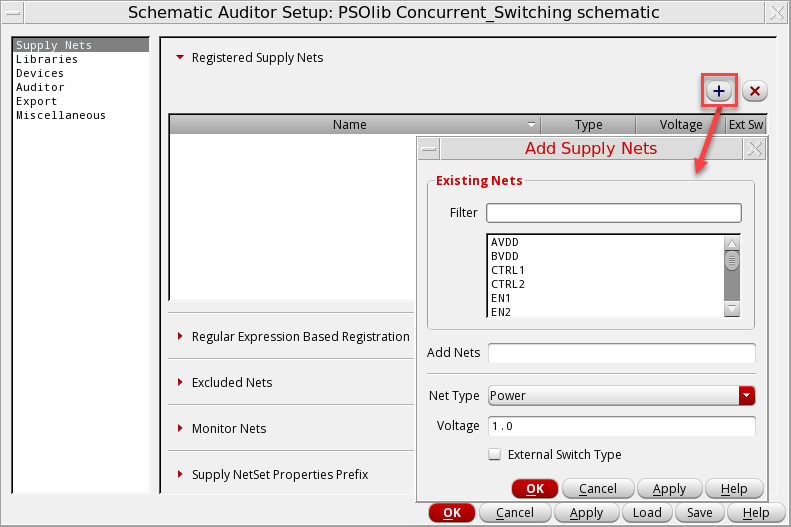 Schematic Auditor Setup: PSOlib Concurrent_Switching schematic
Supply Nets
Libraries
Devices
Auditor
Export
Miscellaneous
Registered Supply Nets
Name Type Voltage Ext Sw
Add Supply Nets
Existing Nets
Filter
AVDD
BVDD
CTRL1
CTRL2
EN1
EN2
Regular Expression Based Registration
Add Nets
Excluded Nets
Net Type Power
Monitor Nets
Voltage 1.0
External Switch Type
Supply NetSet Properties Prefix
OK Cancel Apply Help
OK Cancel Apply Load Save Help